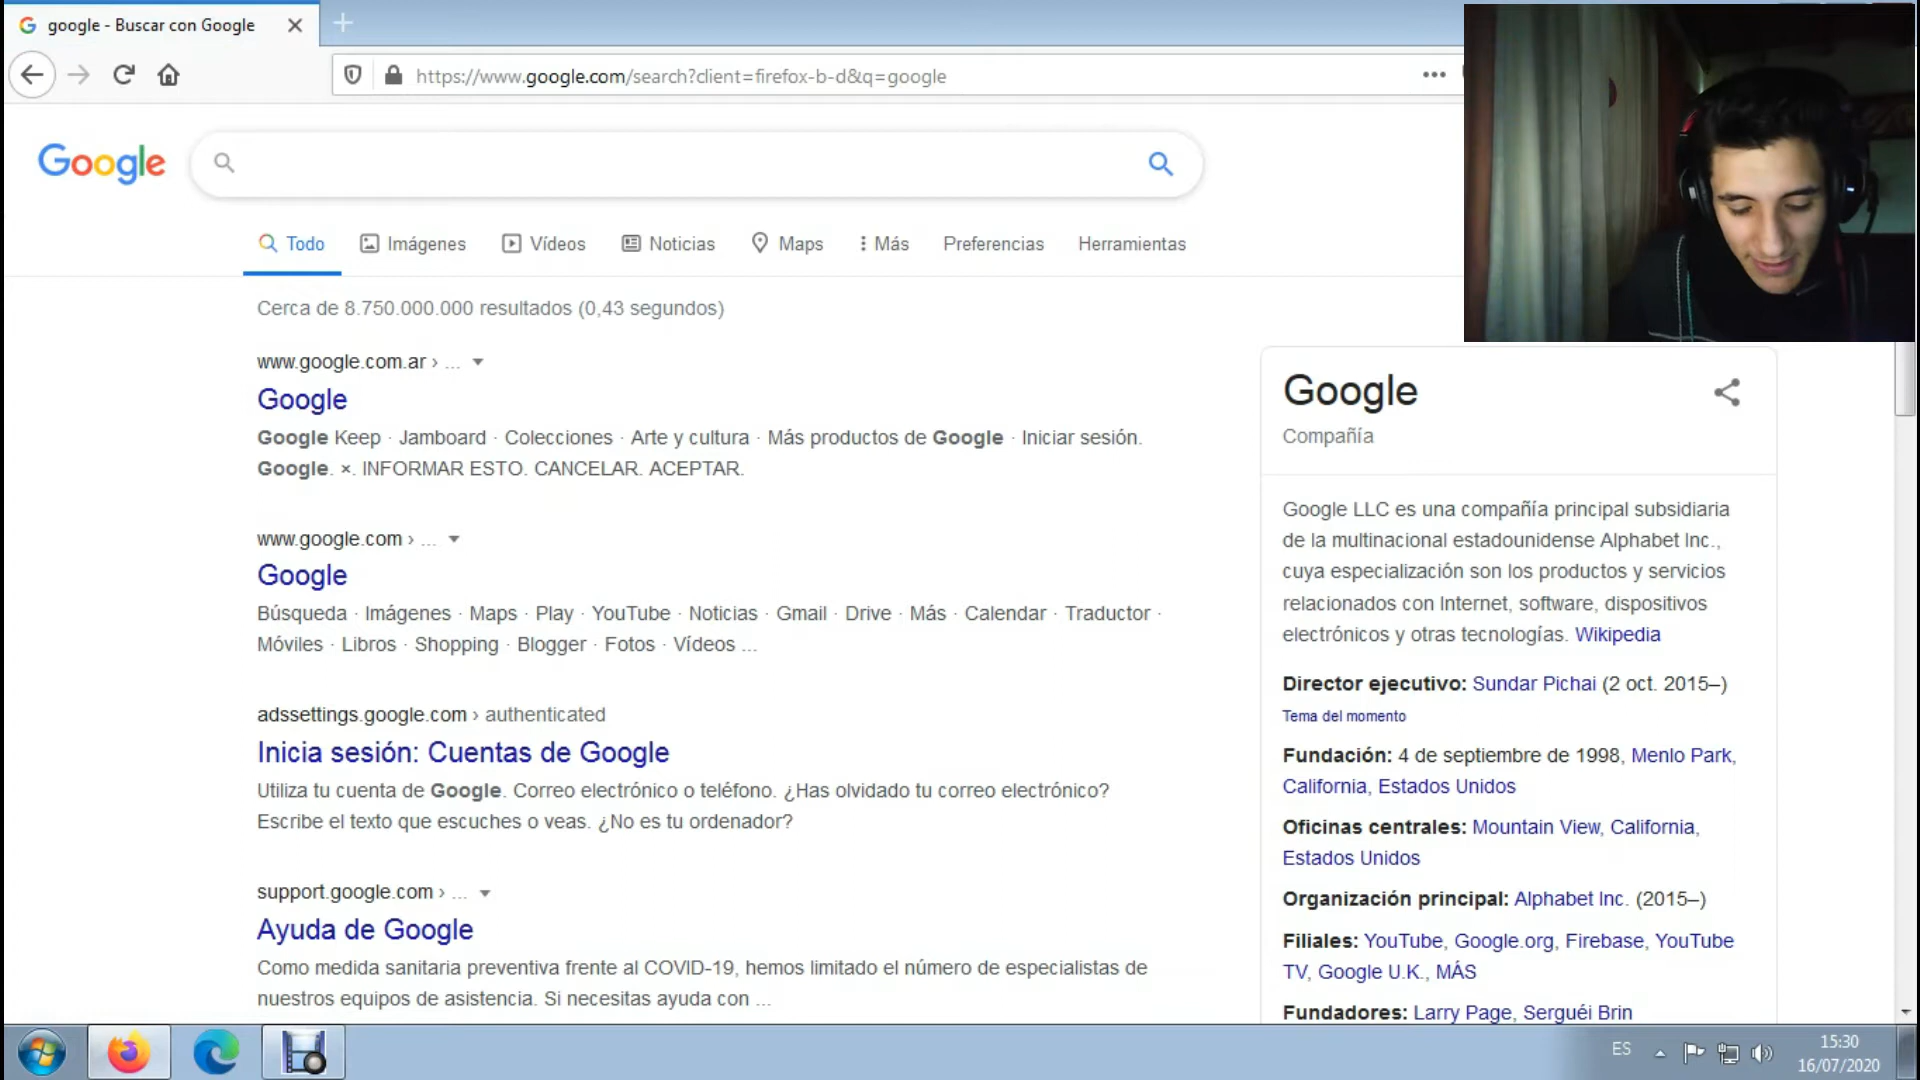 google - Buscar con Google
https://www.google.com/search?client=firefox-b-d&q=google
Google
Todo
Imágenes
Vídeos
Noticias
Maps
Más
Preferencias
Herramientas
Cerca de 8.750.000.000 resultados (0,43 segundos)
www.google.com.ar › ...
Google
Google Keep · Jamboard · Colecciones · Arte y cultura · Más productos de Google · Iniciar sesión.
Google. ×. INFORMAR ESTO. CANCELAR. ACEPTAR.
www.google.com › ...
Google
Búsqueda · Imágenes · Maps · Play · YouTube · Noticias · Gmail · Drive · Más · Calendar · Traductor ·
Móviles · Libros · Shopping · Blogger · Fotos · Vídeos ...
adssettings.google.com › authenticated
Inicia sesión: Cuentas de Google
Utiliza tu cuenta de Google. Correo electrónico o teléfono. ¿Has olvidado tu correo electrónico?
Escribe el texto que escuches o veas. ¿No es tu ordenador?
support.google.com › ...
Ayuda de Google
Como medida sanitaria preventiva frente al COVID-19, hemos limitado el número de especialistas de
nuestros equipos de asistencia. Si necesitas ayuda con ...
Google
Compañía
Google LLC es una compañía principal subsidiaria
de la multinacional estadounidense Alphabet Inc.,
cuya especialización son los productos y servicios
relacionados con Internet, software, dispositivos
electrónicos y otras tecnologías. Wikipedia
Director ejecutivo: Sundar Pichai (2 oct. 2015–)
Tema del momento
Fundación: 4 de septiembre de 1998, Menlo Park,
California, Estados Unidos
Oficinas centrales: Mountain View, California,
Estados Unidos
Organización principal: Alphabet Inc. (2015–)
Filiales: YouTube, Google.org, Firebase, YouTube
TV, Google U.K., MÁS
Fundadores: Larry Page, Serguéi Brin
ES
15:30
16/07/2020